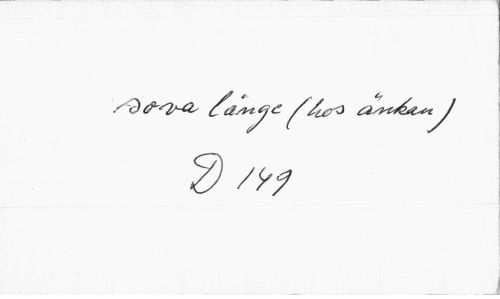 sova länge (hos änkan)
D 149